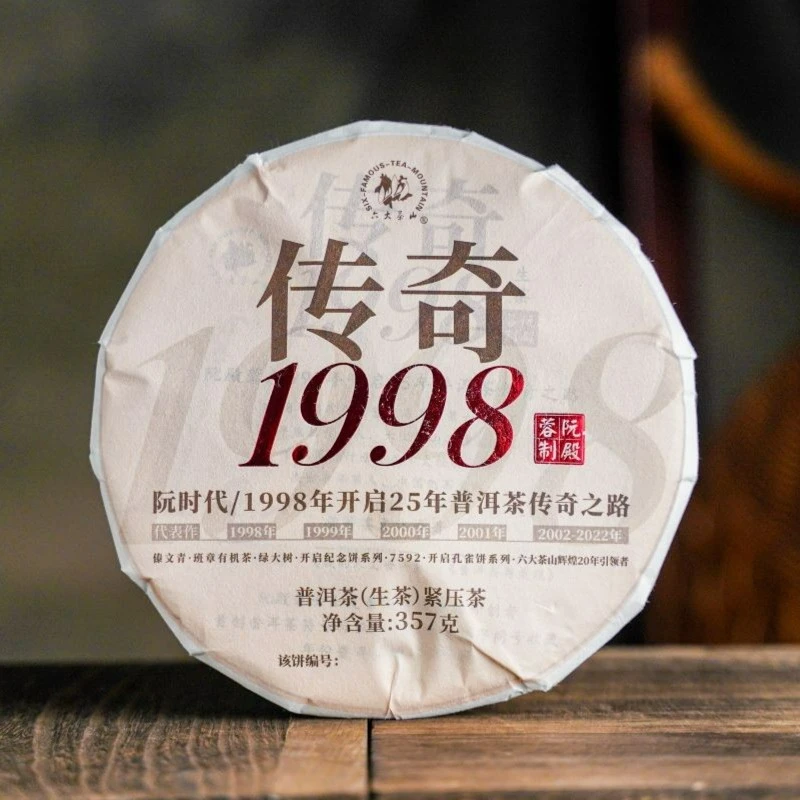 SIX-FAMOUS-TEA-MOUNTAIN
六大茶山®
传奇
1998
阮殿蓉制
阮时代/1998年开启25年普洱茶传奇之路
代表作 1998年 1999年 2000年 2001年 2002-2022年
傣文青·班章有机茶·绿大树·开启纪念饼系列·7592·开启孔雀饼系列·六大茶山辉煌20年引领者
普洱茶(生茶)紧压茶
净含量:357克
该饼编号: